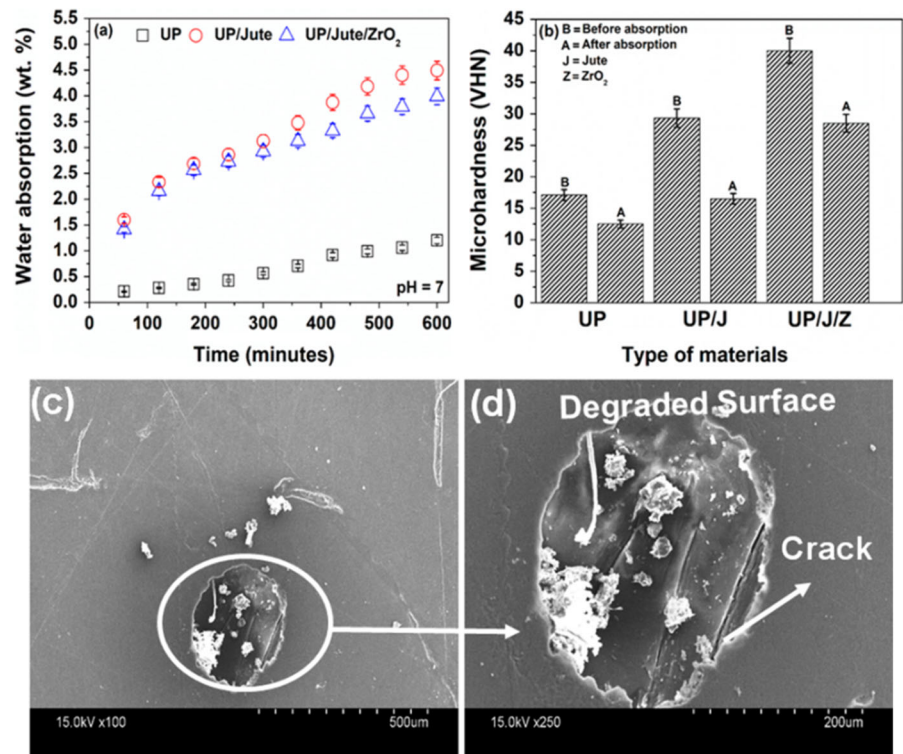 (a) □ UP ○ UP/Jute △ UP/Jute/ZrO₂
5.5
5.0
4.5
4.0
3.5
3.0
2.5
2.0
1.5
1.0
0.5
0.0
Water absorption (wt. %)
pH = 7
0 100 200 300 400 500 600
Time (minutes)
(b) B = Before absorption
A = After absorption
J = Jute
Z = ZrO₂
45
40
35
30
25
20
15
10
5
0
Microhardness (VHN)
B
A
B
A
B
A
UP UP/J UP/J/Z
Type of materials
(c)
15.0kV x100 500um
(d) Degraded Surface
Crack
15.0kV x250 200um